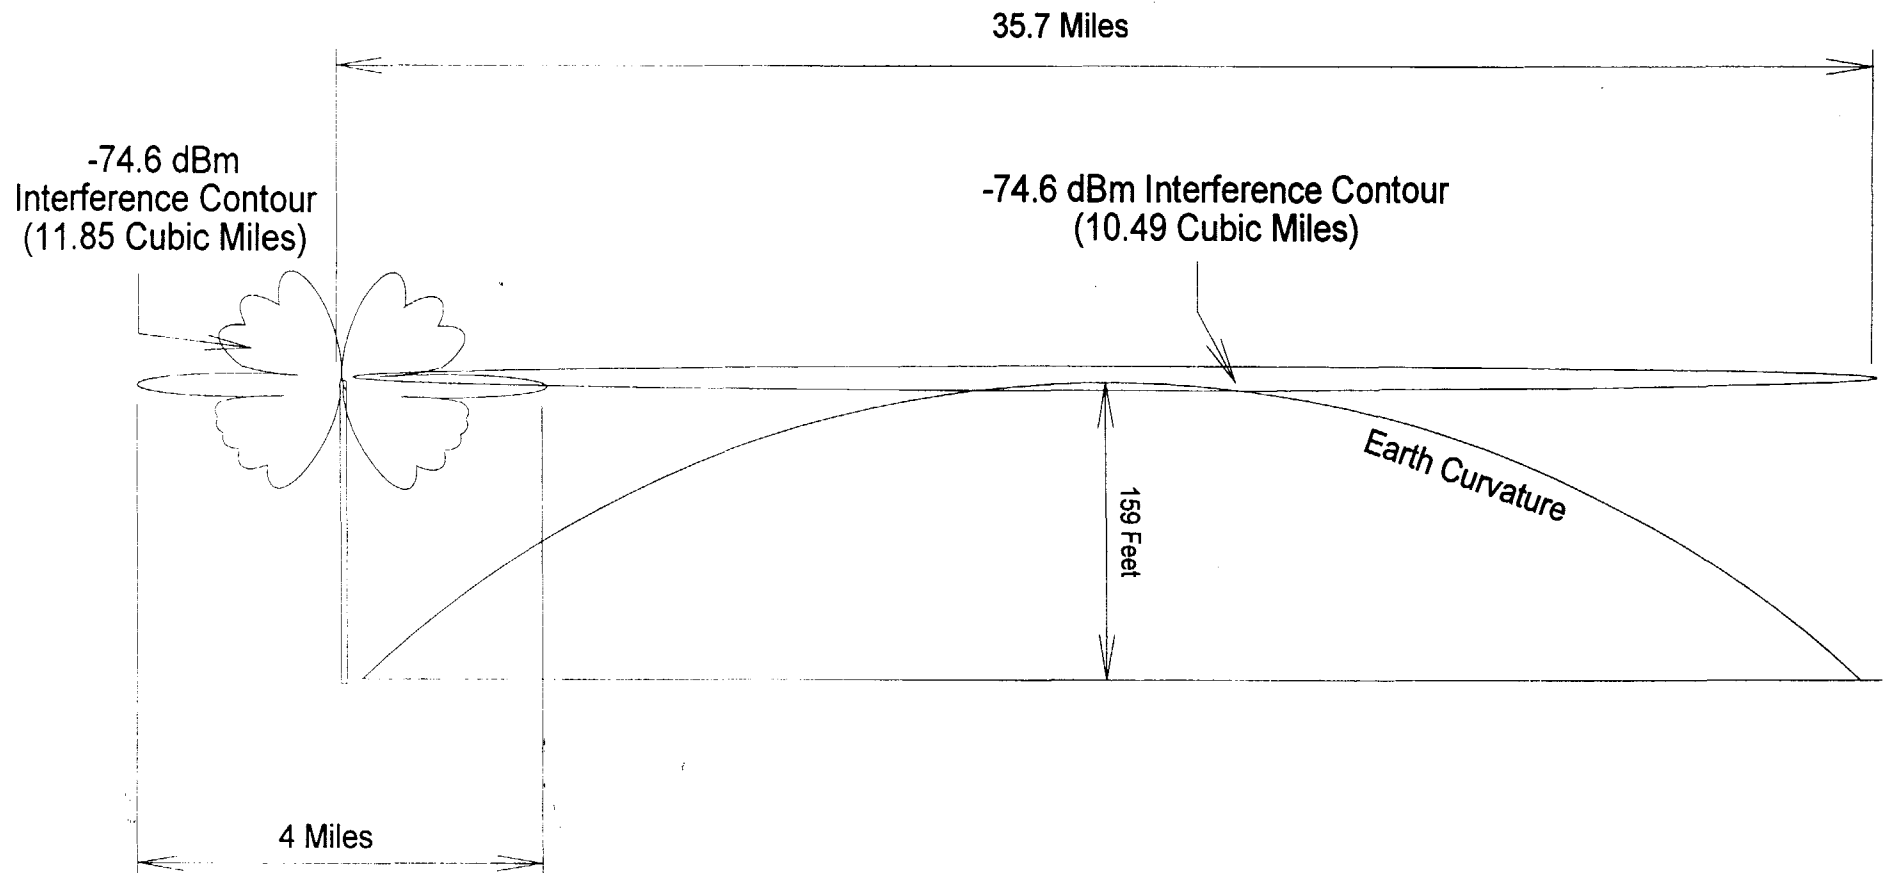 35.7 Miles
-74.6 dBm
Interference Contour
(11.85 Cubic Miles)
-74.6 dBm Interference Contour
(10.49 Cubic Miles)
Earth Curvature
159 Feet
4 Miles